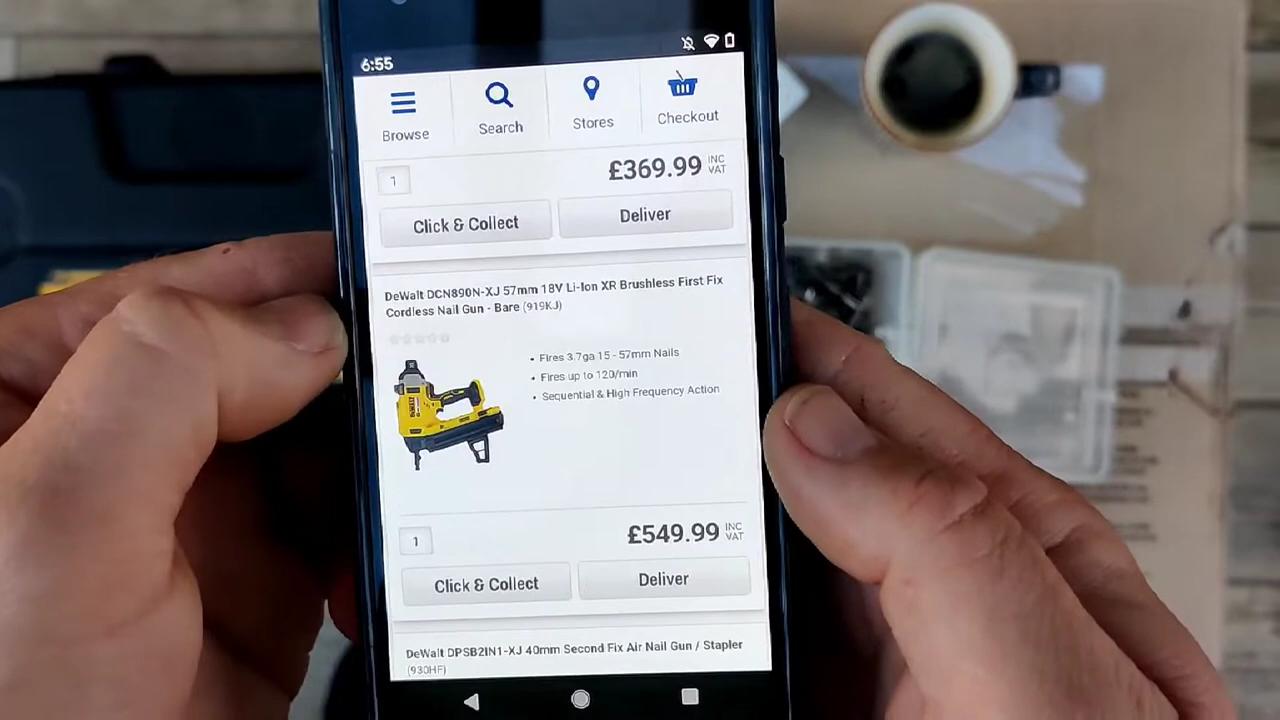 6:55
Browse
Search
Stores
Checkout
1
£369.99 INC VAT
Click & Collect
Deliver
DeWalt DCN890N-XJ 57mm 18V Li-Ion XR Brushless First Fix
Cordless Nail Gun - Bare (919KJ)
• Fires 3.7ga 15 - 57mm Nails
• Fires up to 120/min
• Sequential & High Frequency Action
DEWALT
1
£549.99 INC VAT
Click & Collect
Deliver
DeWalt DPSB2IN1-XJ 40mm Second Fix Air Nail Gun / Stapler
(930HF)